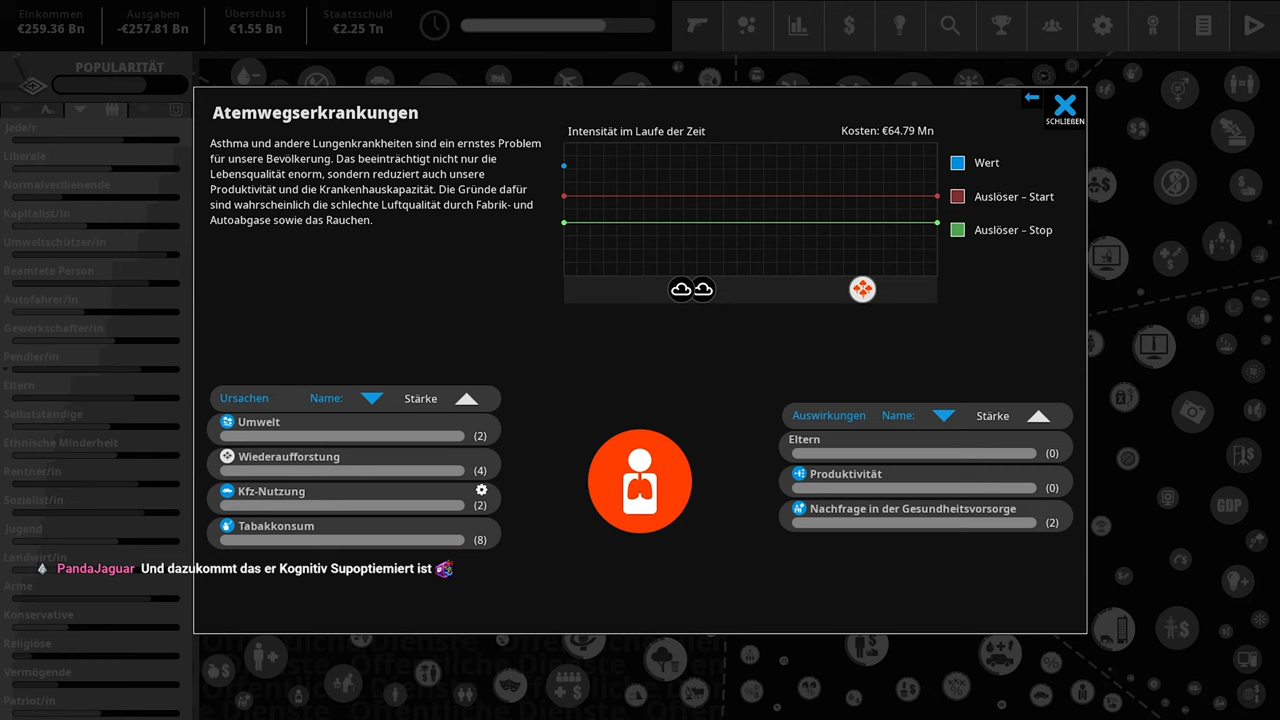 Einkommen
€259.36 Bn
Ausgaben
-€257.81 Bn
Überschuss
€1.55 Bn
Staatsschuld
€2.25 Tn
POPULARITÄT
Jede/r
Liberale
Normalverdienende
Kapitalist/in
Umweltschützer/in
Beamtete Person
Autofahrer/in
Gewerkschafter/in
Pendler/in
Eltern
Selbstständige
Ethnische Minderheit
Rentner/in
Sozialist/in
Jugend
Landwirt/in
Arme
Konservative
Religiöse
Vermögende
Patriot/in
Atemwegserkrankungen
SCHLIEßEN
Asthma und andere Lungenkrankheiten sind ein ernstes Problem
für unsere Bevölkerung. Das beeinträchtigt nicht nur die
Lebensqualität enorm, sondern reduziert auch unsere
Produktivität und die Krankenhauskapazität. Die Gründe dafür
sind wahrscheinlich die schlechte Luftqualität durch Fabrik- und
Autoabgase sowie das Rauchen.
Intensität im Laufe der Zeit
Kosten: €64.79 Mn
Wert
Auslöser – Start
Auslöser – Stop
Ursachen Name: Stärke
Umwelt
(2)
Wiederaufforstung
(4)
Kfz-Nutzung
(2)
Tabakkonsum
(8)
Auswirkungen Name: Stärke
Eltern
(0)
Produktivität
(0)
Nachfrage in der Gesundheitsvorsorge
(2)
PandaJaguar Und dazukommt das er Kognitiv Supoptiemiert ist
GDP
Öffentliche Dienste